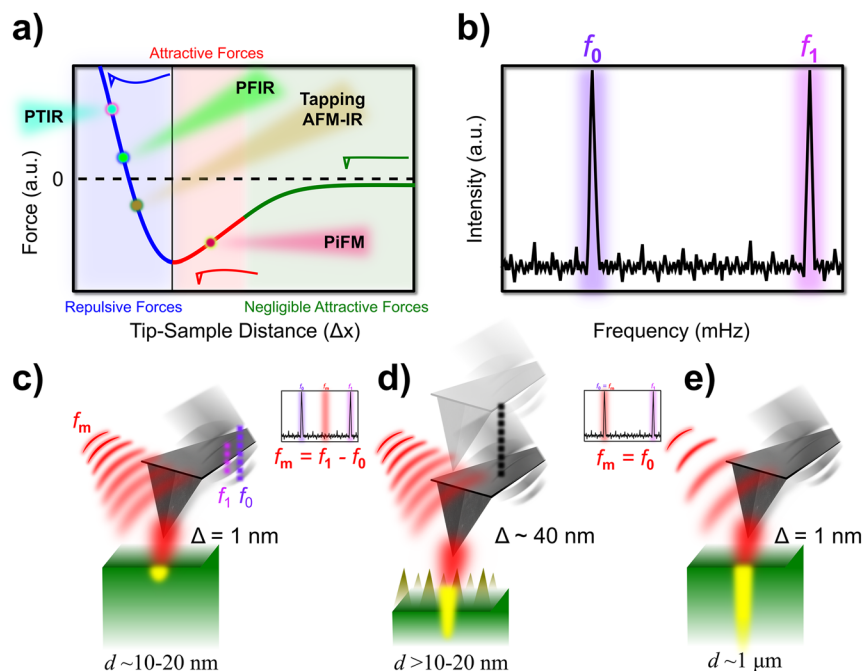 a)
Attractive Forces
PTIR
PFIR
Tapping
AFM-IR
0
PiFM
Force (a.u.)
Repulsive Forces
Negligible Attractive Forces
Tip-Sample Distance (Δx)
b)
f0
f1
Intensity (a.u.)
Frequency (mHz)
c)
fm
f0
fm
f1
fm = f1 - f0
f1 f0
Δ = 1 nm
d ~10-20 nm
d)
Δ ~ 40 nm
d >10-20 nm
e)
f0 = fm
f1
fm = f0
Δ = 1 nm
d ~1 μm